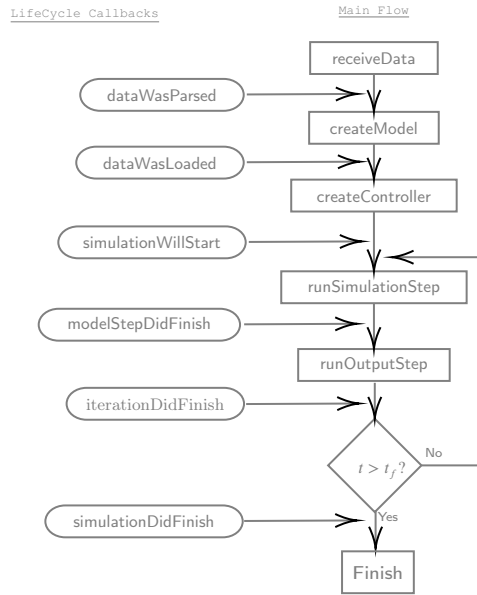 LifeCycle Callbacks
Main Flow
receiveData
dataWasParsed
createModel
dataWasLoaded
createController
simulationWillStart
runSimulationStep
modelStepDidFinish
runOutputStep
iterationDidFinish
t > t_f ?
No
Yes
simulationDidFinish
Finish